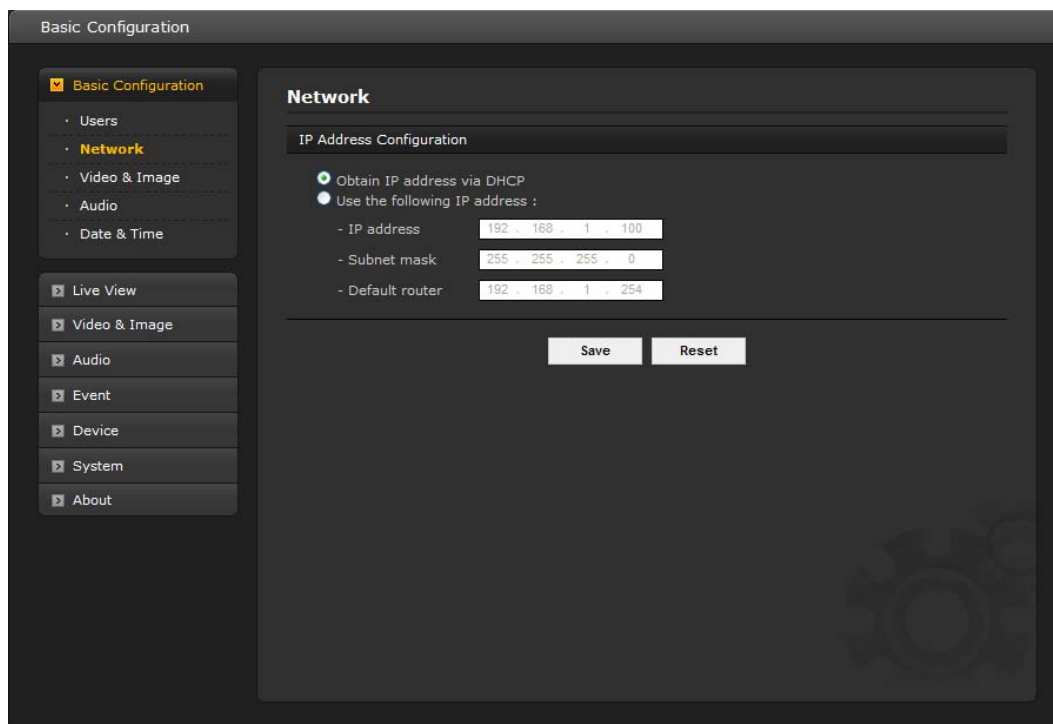 Basic Configuration
Basic Configuration
· Users
· Network
· Video & Image
· Audio
· Date & Time
Live View
Video & Image
Audio
Event
Device
System
About
Network
IP Address Configuration
Obtain IP address via DHCP
Use the following IP address :
- IP address 192 . 168 . 1 . 100
- Subnet mask 255 . 255 . 255 . 0
- Default router 192 . 168 . 1 . 254
Save Reset